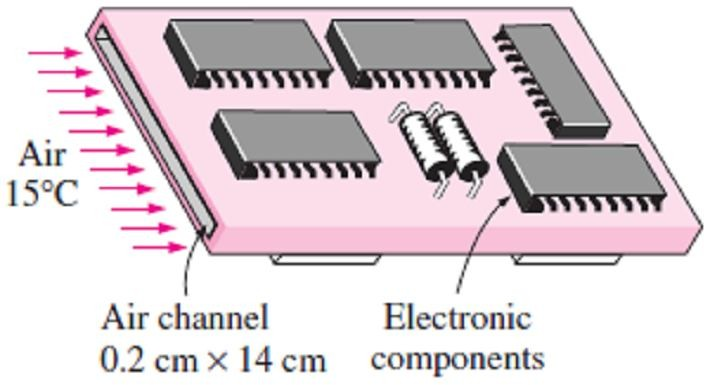 Air
15°C
Air channel
0.2 cm × 14 cm
Electronic
components